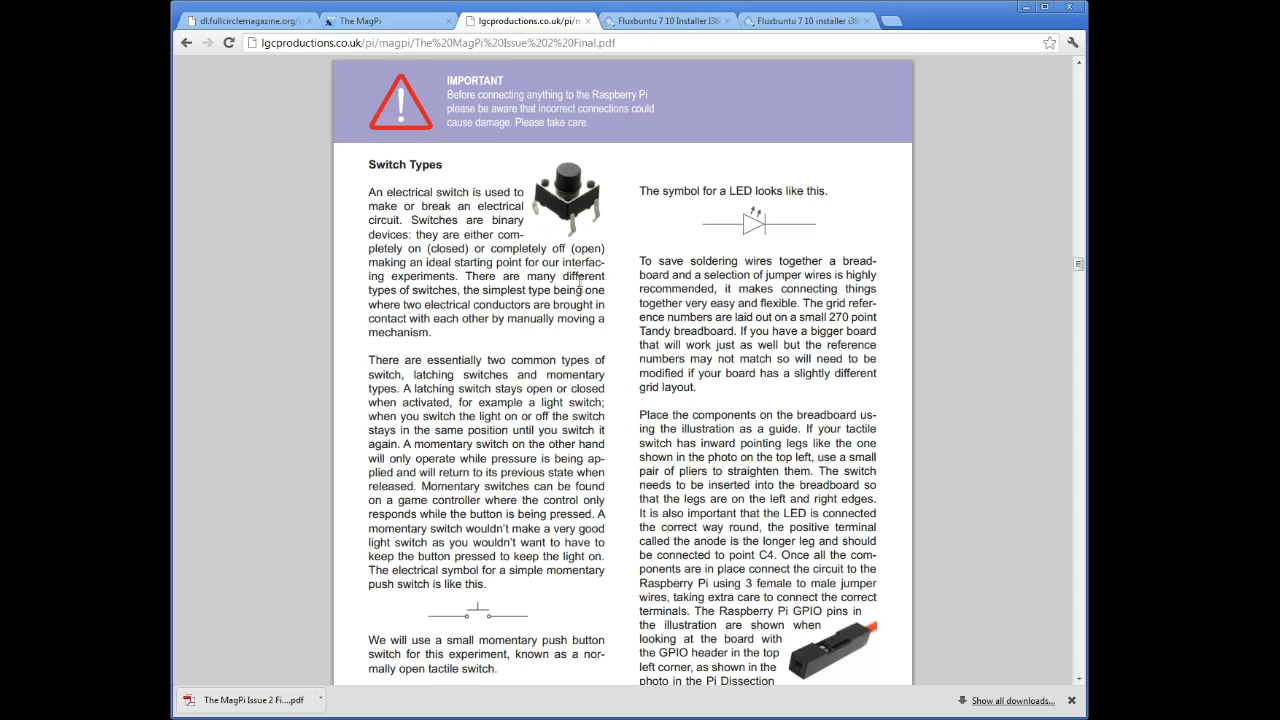 dl.fullcirclemagazine.org/is
The MagPi
lgcproductions.co.uk/pi/m
Fluxbuntu 7 10 Installer I38
Fluxbuntu 7 10 installer i38
lgcproductions.co.uk/pi/magpi/The%20MagPi%20Issue%202%20Final.pdf
IMPORTANT
Before connecting anything to the Raspberry Pi
please be aware that incorrect connections could
cause damage. Please take care.
Switch Types
An electrical switch is used to
make or break an electrical
circuit. Switches are binary
devices: they are either com-
pletely on (closed) or completely off (open)
making an ideal starting point for our interfac-
ing experiments. There are many different
types of switches, the simplest type being one
where two electrical conductors are brought in
contact with each other by manually moving a
mechanism.
There are essentially two common types of
switch, latching switches and momentary
types. A latching switch stays open or closed
when activated, for example a light switch;
when you switch the light on or off the switch
stays in the same position until you switch it
again. A momentary switch on the other hand
will only operate while pressure is being ap-
plied and will return to its previous state when
released. Momentary switches can be found
on a game controller where the control only
responds while the button is being pressed. A
momentary switch wouldn't make a very good
light switch as you wouldn't want to have to
keep the button pressed to keep the light on.
The electrical symbol for a simple momentary
push switch is like this.
We will use a small momentary push button
switch for this experiment, known as a nor-
mally open tactile switch.
The symbol for a LED looks like this.
To save soldering wires together a bread-
board and a selection of jumper wires is highly
recommended, it makes connecting things
together very easy and flexible. The grid refer-
ence numbers are laid out on a small 270 point
Tandy breadboard. If you have a bigger board
that will work just as well but the reference
numbers may not match so will need to be
modified if your board has a slightly different
grid layout.
Place the components on the breadboard us-
ing the illustration as a guide. If your tactile
switch has inward pointing legs like the one
shown in the photo on the top left, use a small
pair of pliers to straighten them. The switch
needs to be inserted into the breadboard so
that the legs are on the left and right edges.
It is also important that the LED is connected
the correct way round, the positive terminal
called the anode is the longer leg and should
be connected to point C4. Once all the com-
ponents are in place connect the circuit to the
Raspberry Pi using 3 female to male jumper
wires, taking extra care to connect the correct
terminals. The Raspberry Pi GPIO pins in
the illustration are shown when
looking at the board with
the GPIO header in the top
left corner, as shown in the
photo in the Pi Dissection
The MagPi Issue 2 Fi....pdf
Show all downloads...